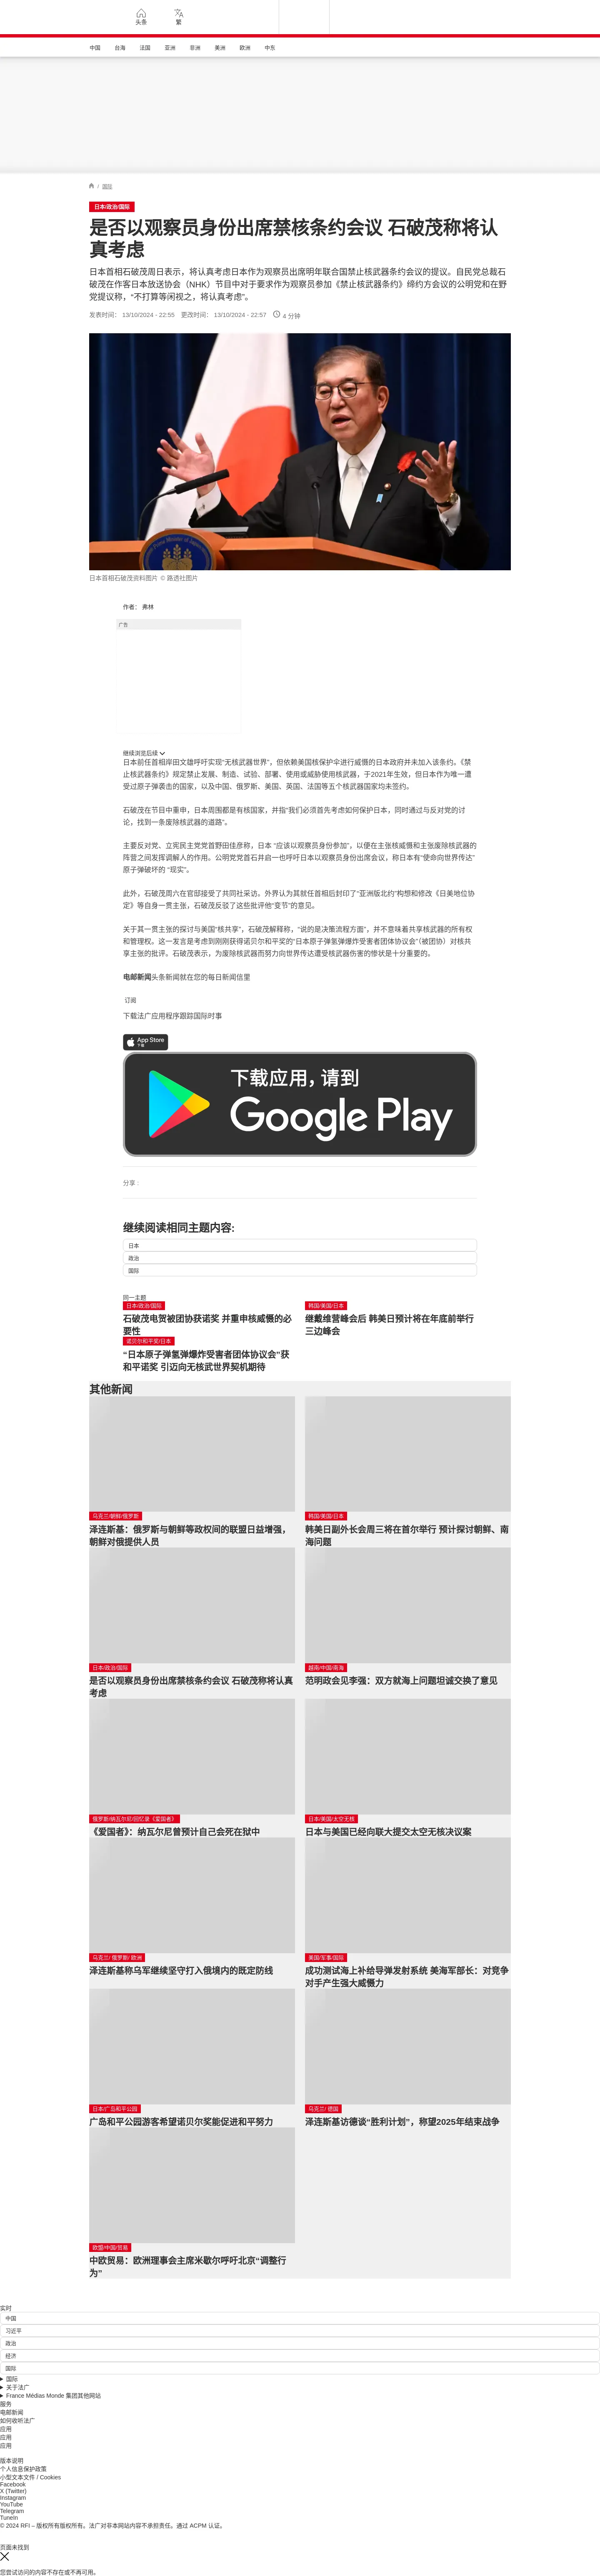 头条
繁
中国
台海
法国
亚洲
非洲
美洲
欧洲
中东
/ 国际
日本/政治/国际
是否以观察员身份出席禁核条约会议 石破茂称将认
真考虑
日本首相石破茂周日表示，将认真考虑日本作为观察员出席明年联合国禁止核武器条约会议的提议。自民党总裁石
破茂在作客日本放送协会（NHK）节目中对于要求作为观察员参加《禁止核武器条约》缔约方会议的公明党和在野
党提议称，“不打算等闲视之，将认真考虑”。
发表时间： 13/10/2024 - 22:55 更改时间： 13/10/2024 - 22:57 4 分钟
日本首相石破茂资料图片 © 路透社图片
作者： 弗林
广告
继续浏览后续
日本前任首相岸田文雄呼吁实现“无核武器世界”，但依赖美国核保护伞进行威慑的日本政府并未加入该条约。《禁
止核武器条约》规定禁止发展、制造、试验、部署、使用或威胁使用核武器，于2021年生效，但日本作为唯一遭
受过原子弹袭击的国家，以及中国、俄罗斯、美国、英国、法国等五个核武器国家均未签约。
石破茂在节目中重申，日本周围都是有核国家，并指“我们必须首先考虑如何保护日本，同时通过与反对党的讨
论，找到一条废除核武器的道路”。
主要反对党、立宪民主党党首野田佳彦称，日本 “应该以观察员身份参加”，以便在主张核威慑和主张废除核武器的
阵营之间发挥调解人的作用。公明党党首石井启一也呼吁日本以观察员身份出席会议，称日本有“使命向世界传达”
原子弹破坏的 “现实”。
此外，石破茂周六在官邸接受了共同社采访。外界认为其就任首相后封印了“亚洲版北约”构想和修改《日美地位协
定》等自身一贯主张，石破茂反驳了这些批评他“变节”的意见。
关于其一贯主张的探讨与美国“核共享”，石破茂解释称，“说的是决策流程方面”，并不意味着共享核武器的所有权
和管理权。这一发言是考虑到刚刚获得诺贝尔和平奖的“日本原子弹氢弹爆炸受害者团体协议会”（被团协）对核共
享主张的批评。石破茂表示，为废除核武器而努力向世界传达遭受核武器伤害的惨状是十分重要的。
电邮新闻头条新闻就在您的每日新闻信里
订阅
下载法广应用程序跟踪国际时事
App Store
下载
下载应用，请到
Google Play
分享 :
继续阅读相同主题内容:
日本
政治
国际
同一主题
日本/政治/国际
石破茂电贺被团协获诺奖 并重申核威慑的必
要性
韩国/美国/日本
继戴维营峰会后 韩美日预计将在年底前举行
三边峰会
诺贝尔和平奖/日本
“日本原子弹氢弹爆炸受害者团体协议会”获
和平诺奖 引迈向无核武世界契机期待
其他新闻
乌克兰/朝鲜/俄罗斯
泽连斯基：俄罗斯与朝鲜等政权间的联盟日益增强，
朝鲜对俄提供人员
韩国/美国/日本
韩美日副外长会周三将在首尔举行 预计探讨朝鲜、南
海问题
日本/政治/国际
是否以观察员身份出席禁核条约会议 石破茂称将认真
考虑
越南/中国/南海
范明政会见李强：双方就海上问题坦诚交换了意见
俄罗斯/纳瓦尔尼/回忆录《爱国者》
《爱国者》：纳瓦尔尼曾预计自己会死在狱中
日本/美国/太空无核
日本与美国已经向联大提交太空无核决议案
乌克兰/ 俄罗斯/ 欧洲
泽连斯基称乌军继续坚守打入俄境内的既定防线
美国/军事/国际
成功测试海上补给导弹发射系统 美海军部长：对竞争
对手产生强大威慑力
日本/广岛和平公园
广岛和平公园游客希望诺贝尔奖能促进和平努力
乌克兰/ 德国
泽连斯基访德谈“胜利计划”，称望2025年结束战争
欧盟/中国/贸易
中欧贸易：欧洲理事会主席米歇尔呼吁北京“调整行
为”
实时
中国
习近平
政治
经济
国际
国际
关于法广
France Médias Monde 集团其他网站
服务
电邮新闻
如何收听法广
应用
应用
应用
版本说明
个人信息保护政策
小型文本文件 / Cookies
Facebook
X (Twitter)
Instagram
YouTube
Telegram
TuneIn
© 2024 RFI – 版权所有版权所有。法广对非本网站内容不承担责任。通过 ACPM 认证。
页面未找到
您尝试访问的内容不存在或不再可用。